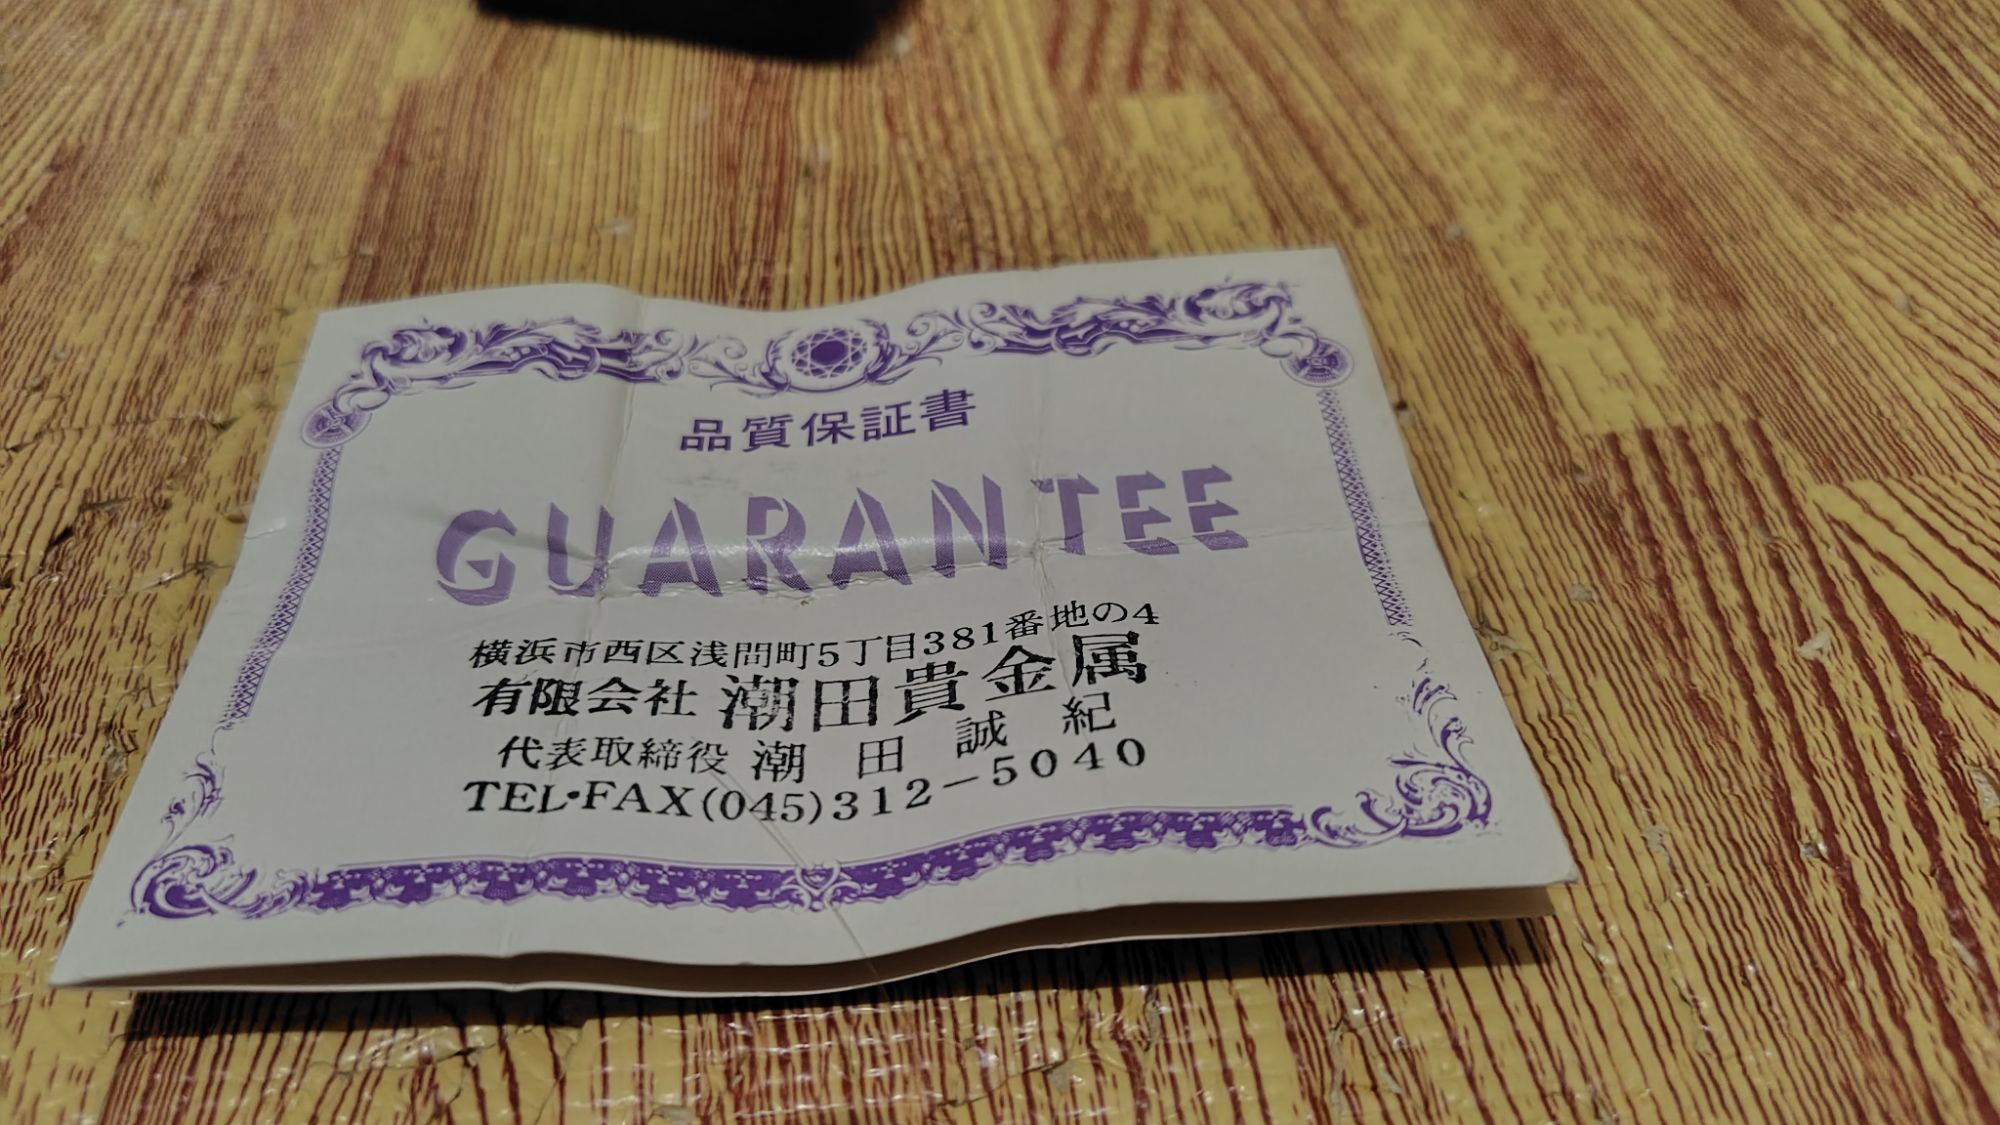 品質保証書
GUARANTEE
横浜市西区浅間町5丁目381番地の4
有限会社 潮田貴金属
代表取締役 潮田誠紀
TEL•FAX(045)312-5040